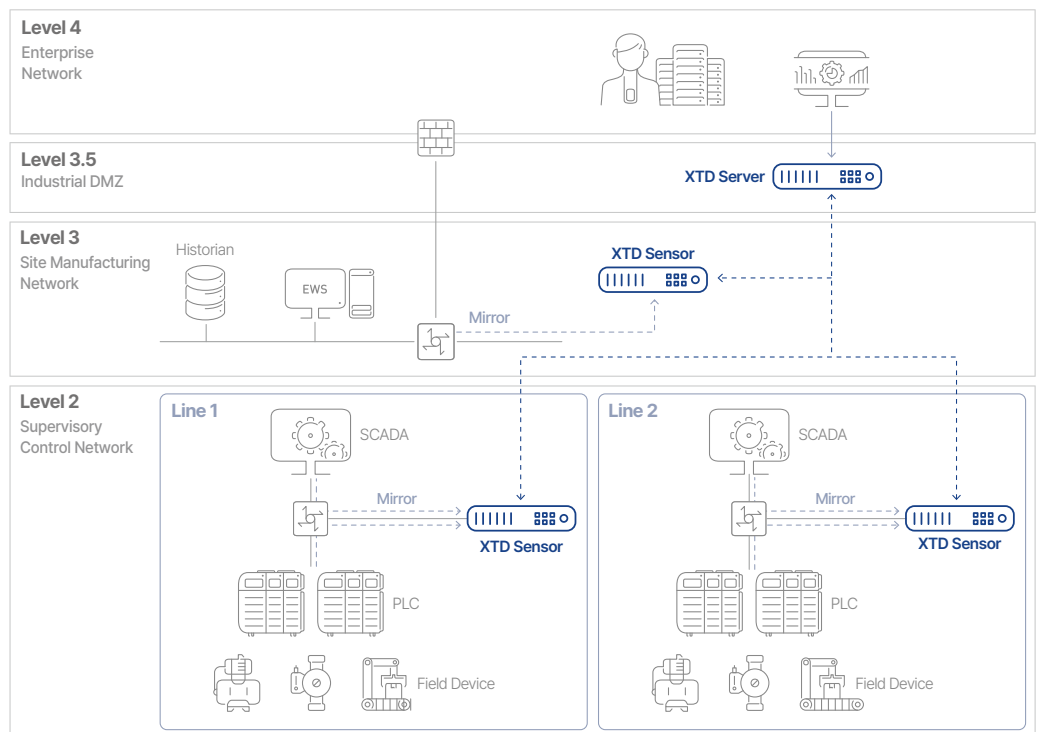 Level 4
Enterprise
Network
Level 3.5
Industrial DMZ
XTD Server
Level 3
Site Manufacturing
Network
Historian
EWS
XTD Sensor
Mirror
Level 2
Supervisory
Control Network
Line 1
SCADA
Mirror
XTD Sensor
PLC
Field Device
Line 2
SCADA
Mirror
XTD Sensor
PLC
Field Device